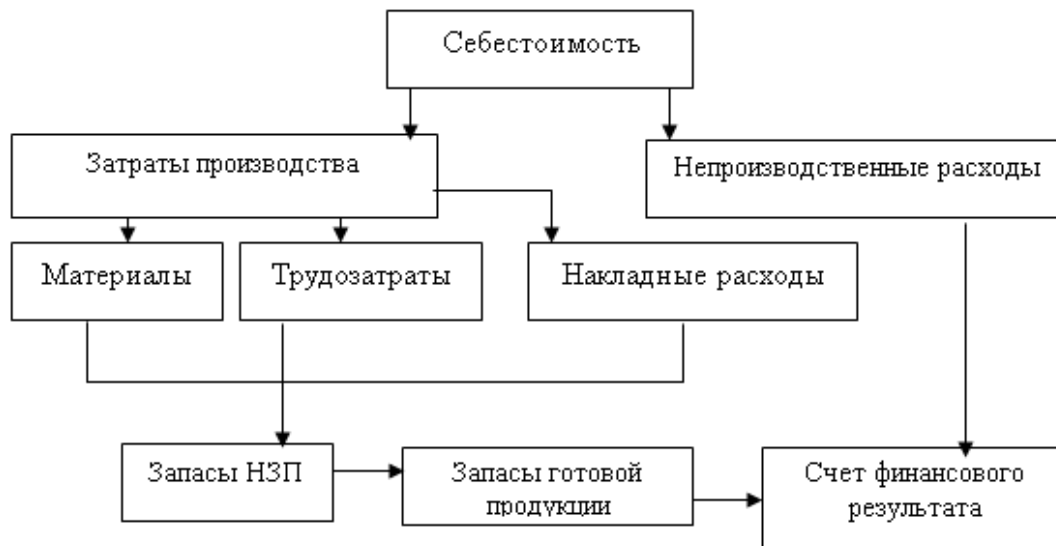 Себестоимость
Затраты производства
Непроизводственные расходы
Материалы
Трудозатраты
Накладные расходы
Запасы НЗП
Запасы готовой
продукции
Счет финансового
результата